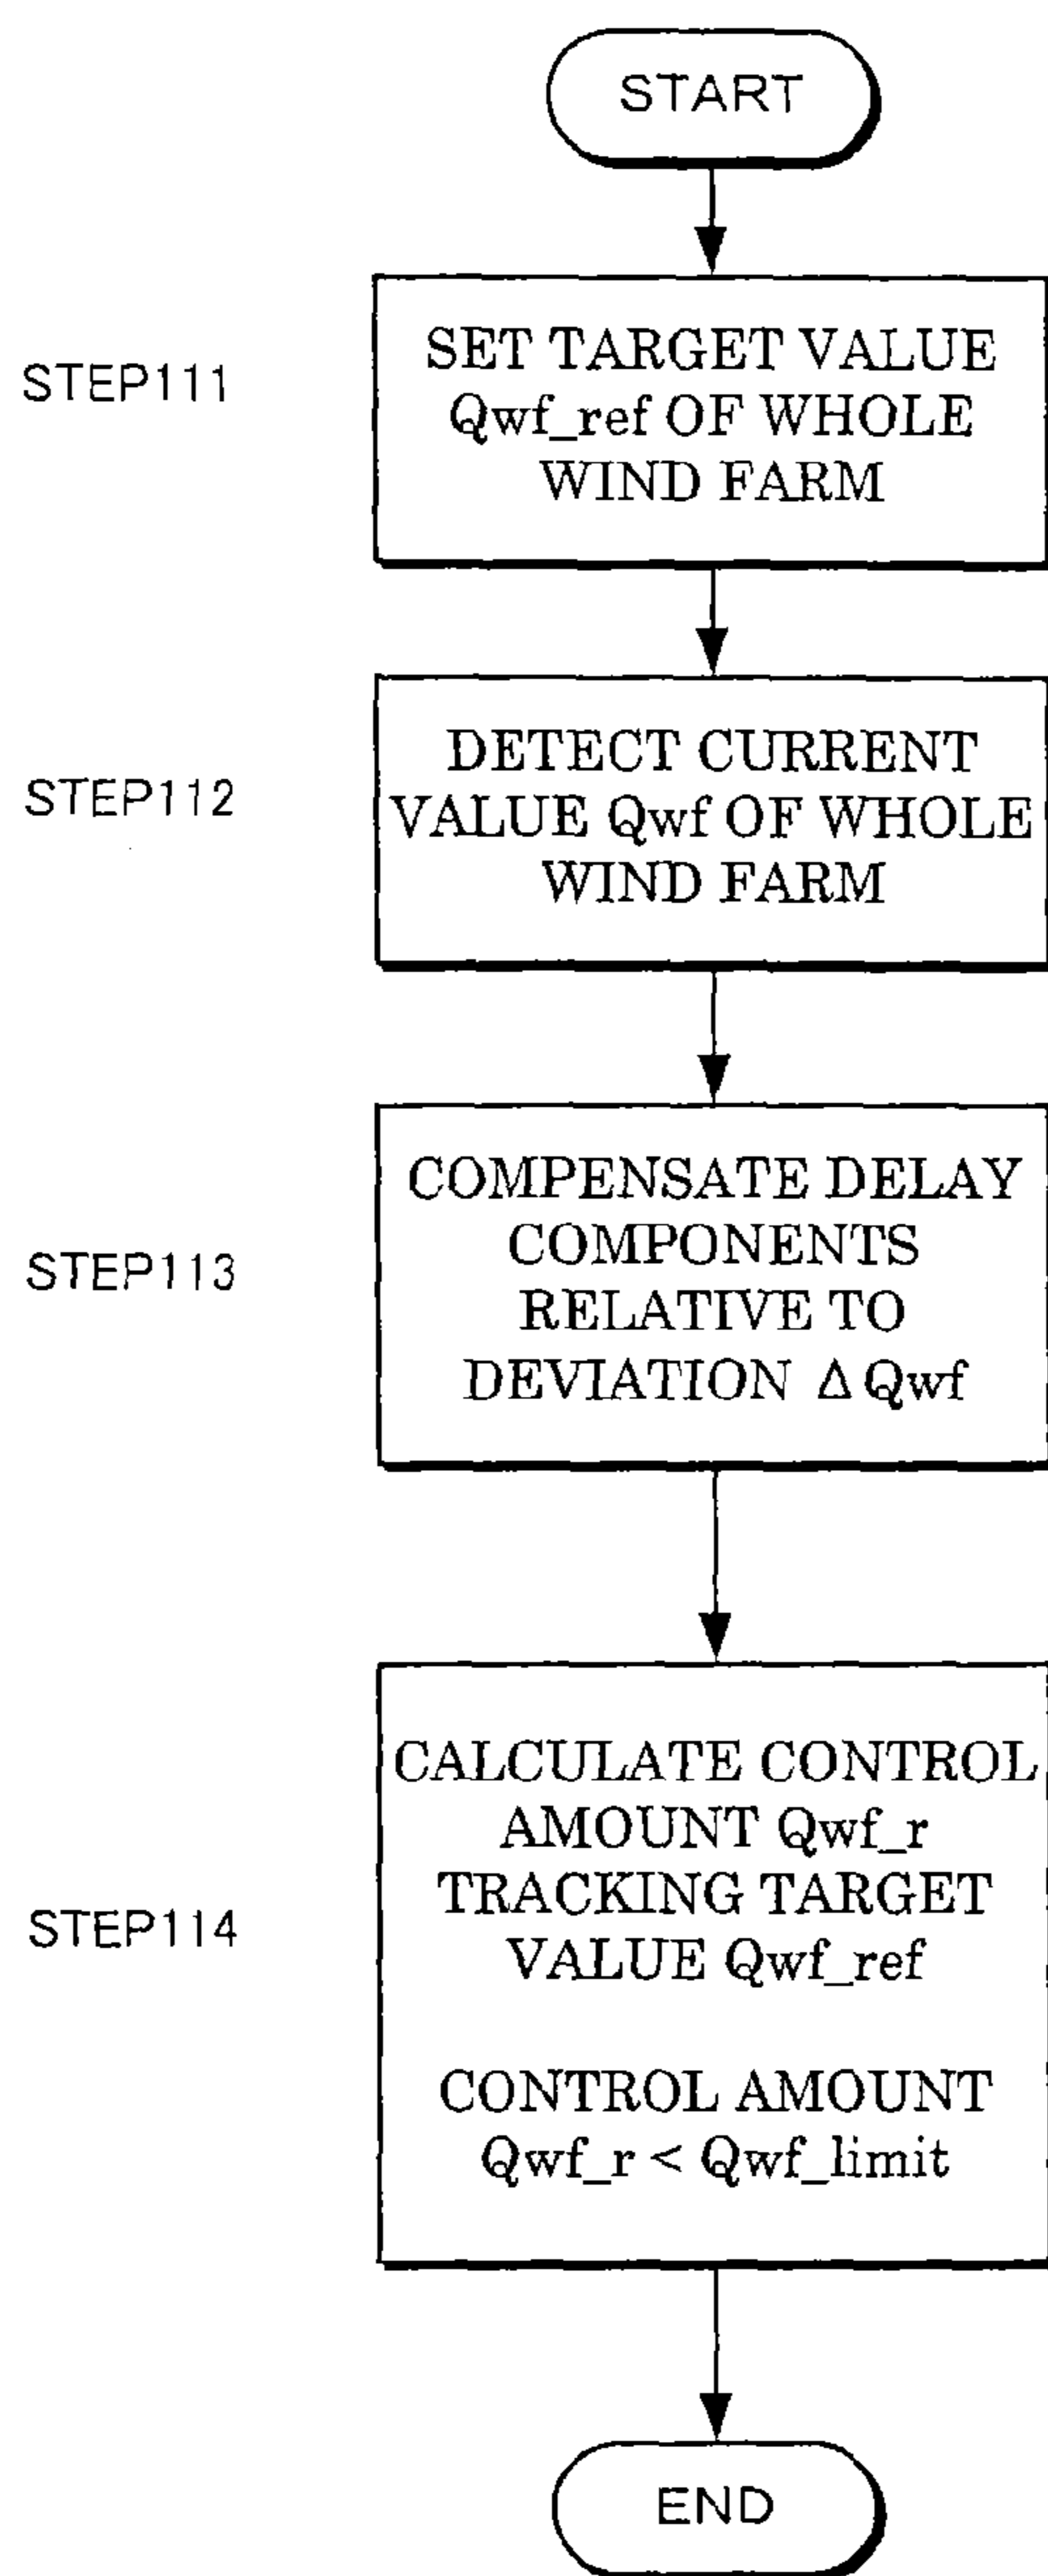 START
STEP111
SET TARGET VALUE
Qwf_ref OF WHOLE
WIND FARM
STEP112
DETECT CURRENT
VALUE Qwf OF WHOLE
WIND FARM
STEP113
COMPENSATE DELAY
COMPONENTS
RELATIVE TO
DEVIATION Δ Qwf
STEP114
CALCULATE CONTROL
AMOUNT Qwf_r
TRACKING TARGET
VALUE Qwf_ref
CONTROL AMOUNT
Qwf_r < Qwf_limit
END